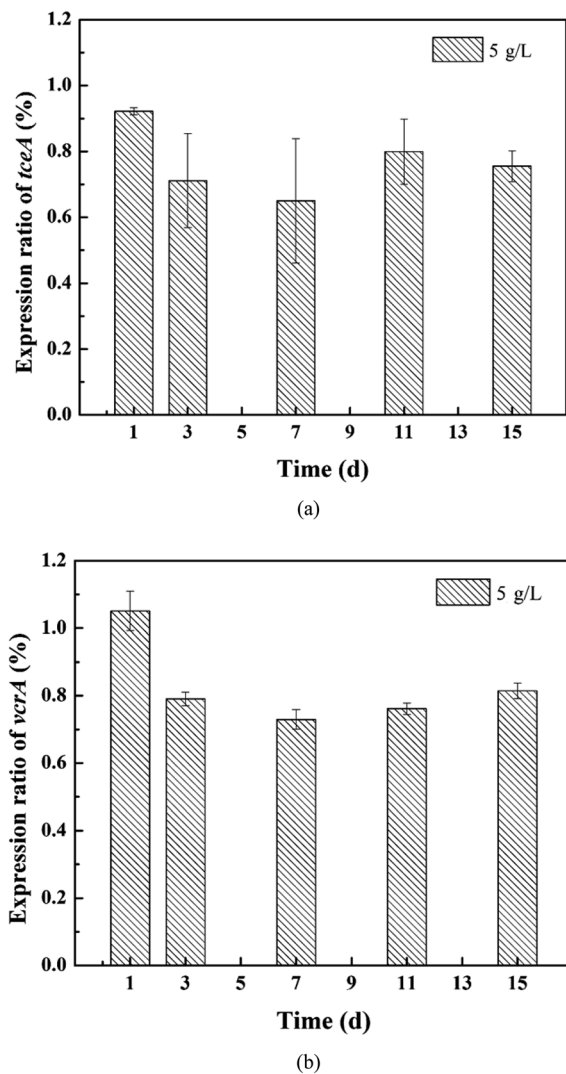 1.2
5 g/L
1.0
0.8
0.6
0.4
0.2
0.0
Expression ratio of tceA (%)
1 3 5 7 9 11 13 15
Time (d)
(a)
1.2
5 g/L
1.0
0.8
0.6
0.4
0.2
0.0
Expression ratio of vcrA (%)
1 3 5 7 9 11 13 15
Time (d)
(b)